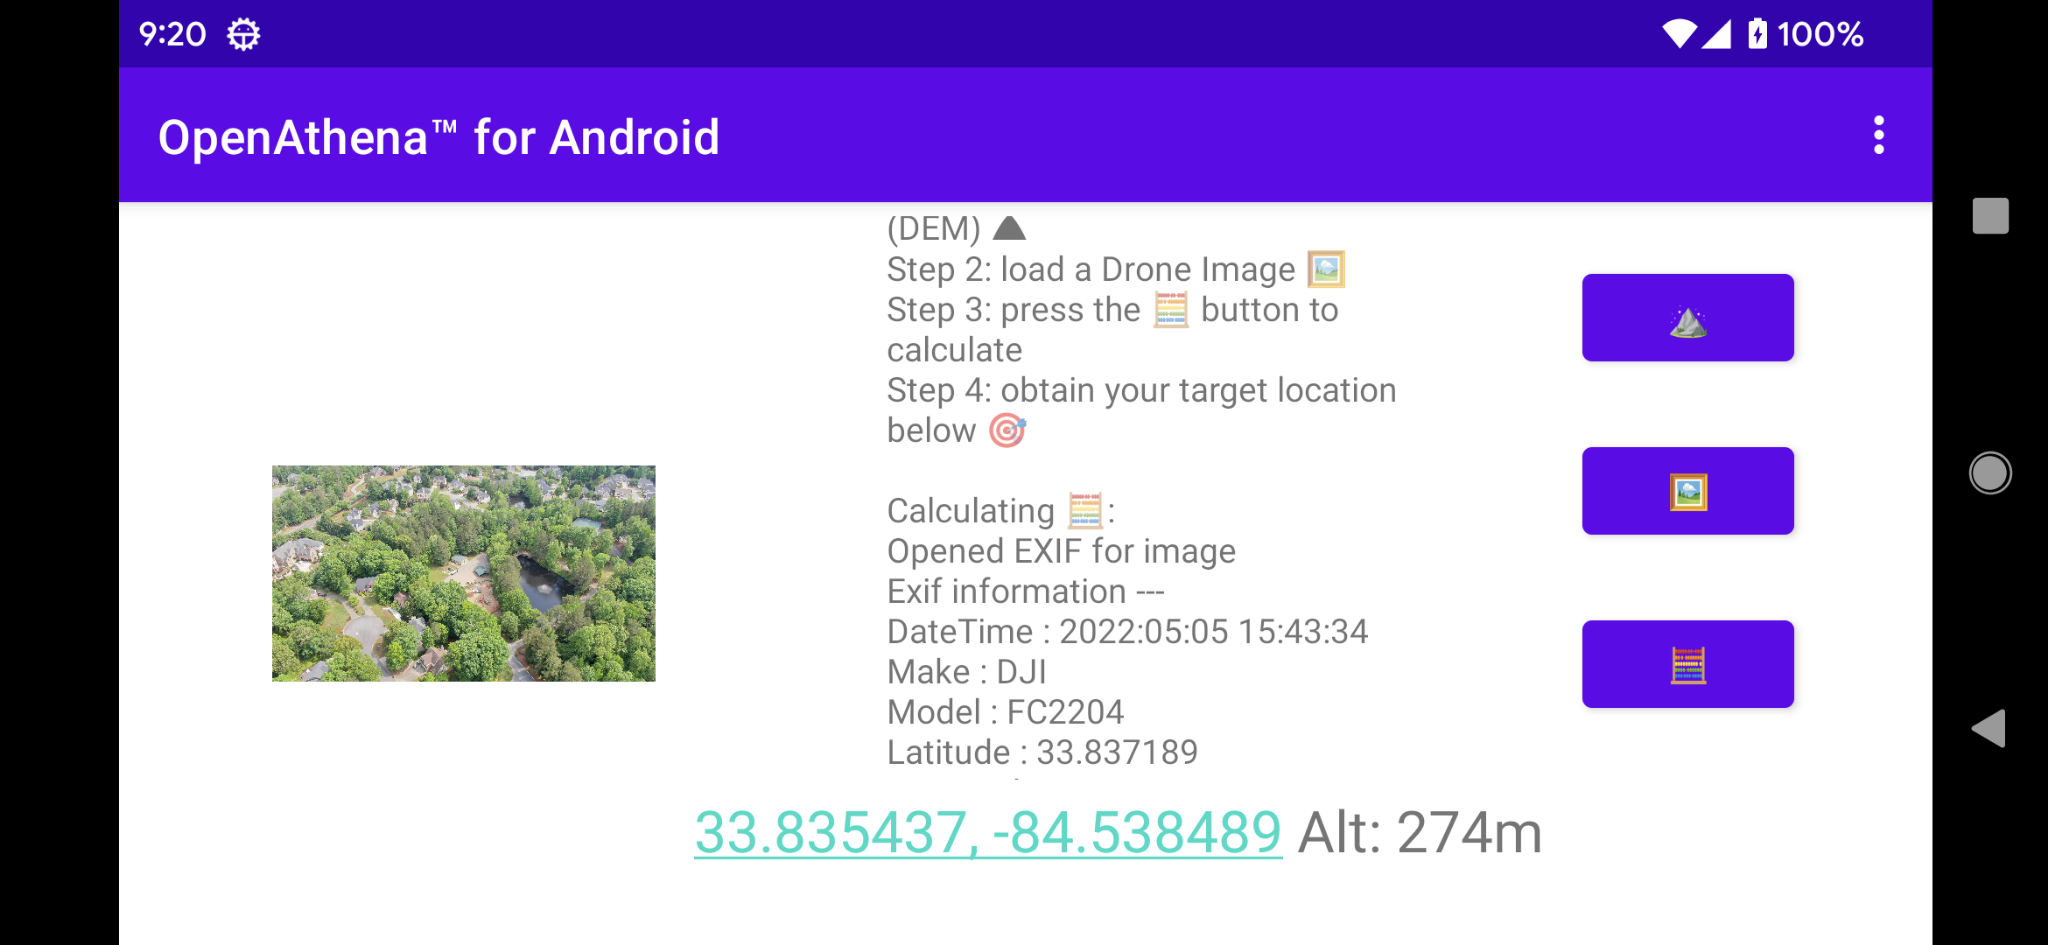 9:20
100%
OpenAthena™ for Android
(DEM) ⛰
Step 2: load a Drone Image 🖼️
Step 3: press the 🧮 button to
calculate
Step 4: obtain your target location
below 🎯
Calculating 🧮:
Opened EXIF for image
Exif information ---
DateTime : 2022:05:05 15:43:34
Make : DJI
Model : FC2204
Latitude : 33.837189
33.835437, -84.538489 Alt: 274m